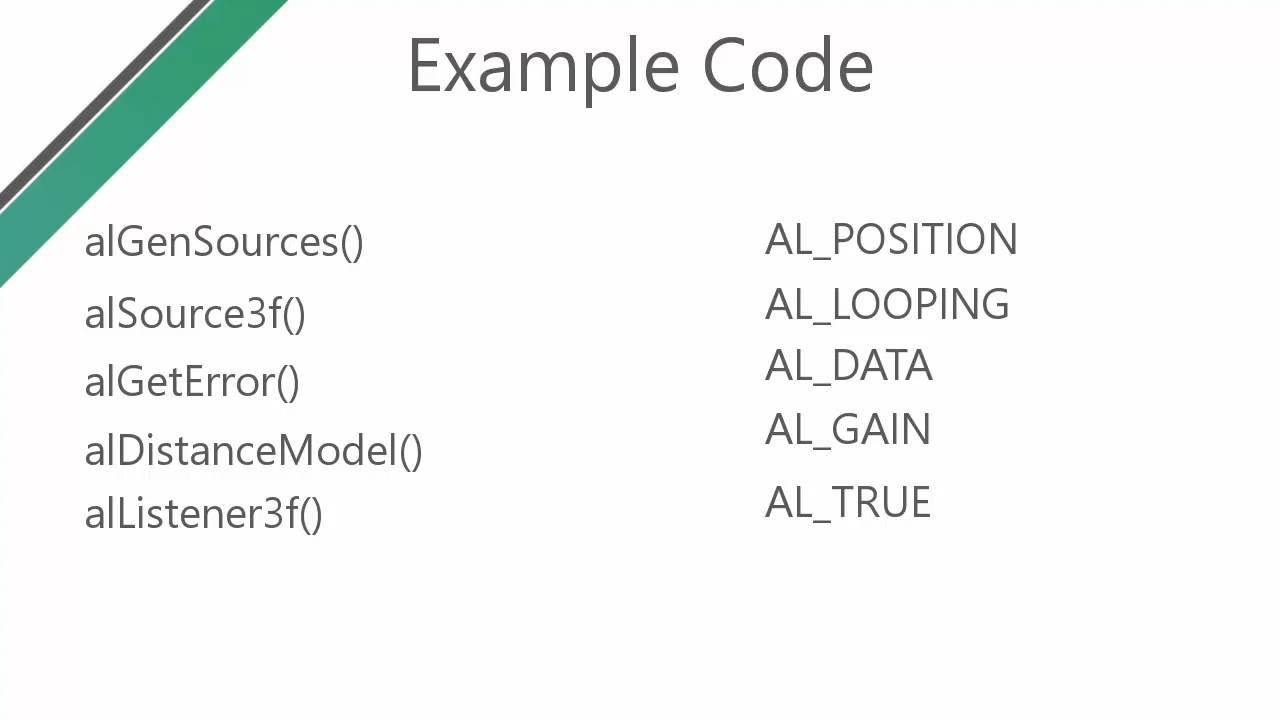 Example Code
alGenSources()
alSource3f()
alGetError()
alDistanceModel()
alListener3f()
AL_POSITION
AL_LOOPING
AL_DATA
AL_GAIN
AL_TRUE